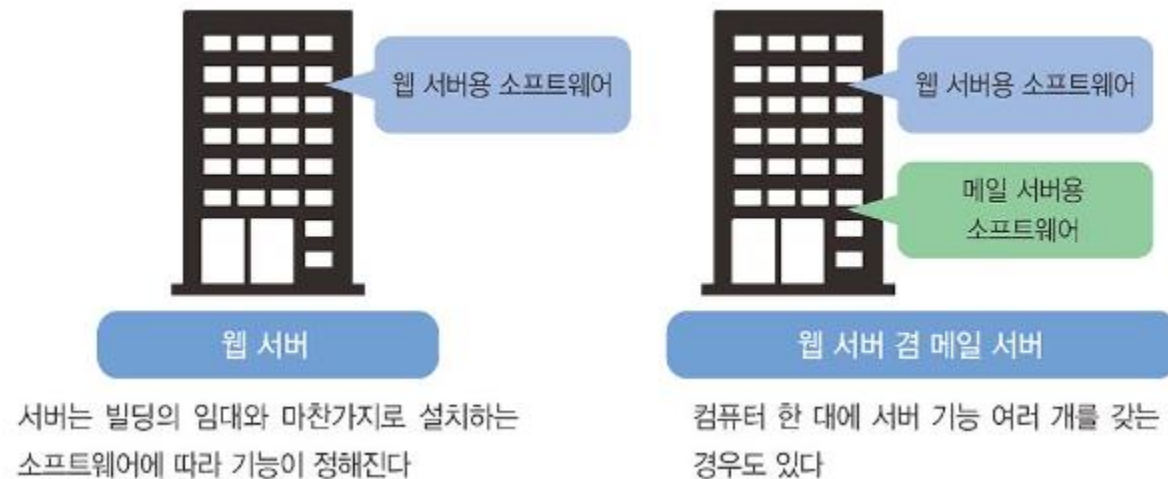 웹 서버용 소프트웨어
웹 서버
서버는 빌딩의 임대와 마찬가지로 설치하는
소프트웨어에 따라 기능이 정해진다
웹 서버용 소프트웨어
메일 서버용
소프트웨어
웹 서버 겸 메일 서버
컴퓨터 한 대에 서버 기능 여러 개를 갖는
경우도 있다